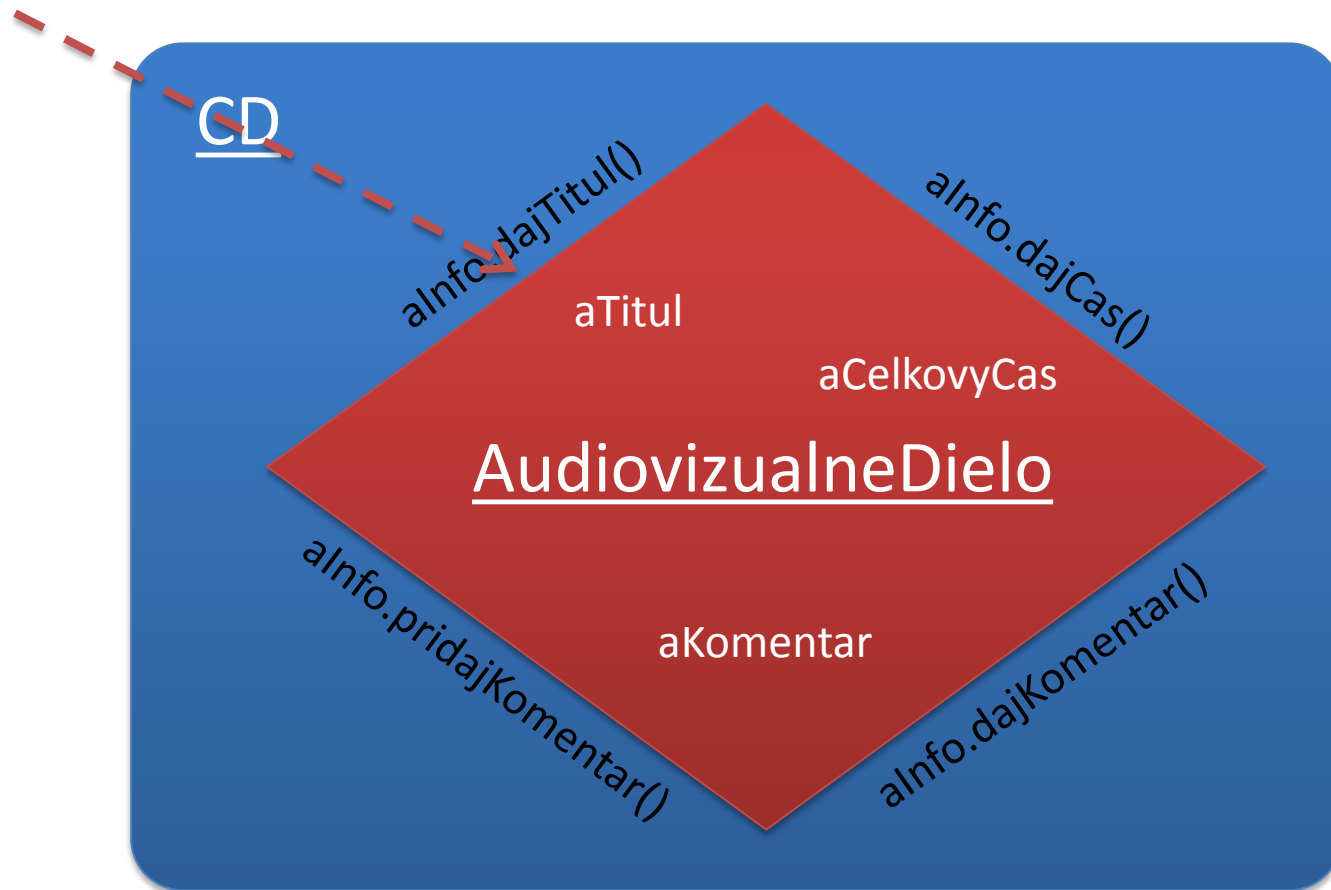 CD
aInfo.dajTitul()
aInfo.dajCas()
aTitul
aCelkovyCas
AudiovizualneDielo
aInfo.pridajKomentar()
aKomentar
aInfo.dajKomentar()